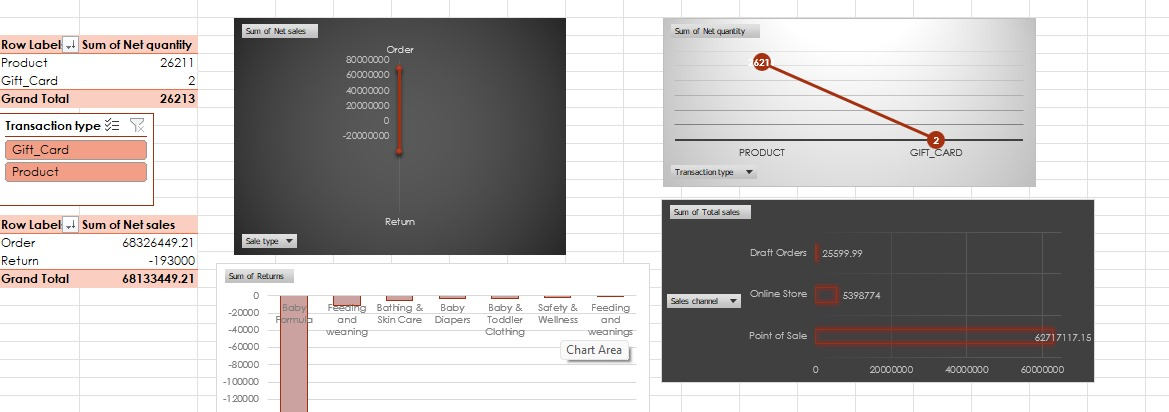 Row Label Sum of Net quantity
Product 26211
Gift_Card 2
Grand Total 26213
Transaction type
Gift_Card
Product
Row Label Sum of Net sales
Order 68326449.21
Return -193000
Grand Total 68133449.21
Sum of Net sales
Order
80000000
60000000
40000000
20000000
0
-20000000
Return
Sale type
Sum of Returns
0
-20000
-40000
-60000
-80000
-100000
-120000
Baby
Formula
Feeding
and
weaning
Bathing &
Skin Care
Baby
Diapers
Baby &
Toddler
Clothing
Safety &
Wellness
Feeding
and
weanings
Chart Area
Sum of Net quantity
2
PRODUCT GIFT_CARD
Transaction type
Sum of Total sales
Draft Orders 25599.99
Sales channel
Online Store 5398774
Point of Sale 62717117.15
0 20000000 40000000 60000000